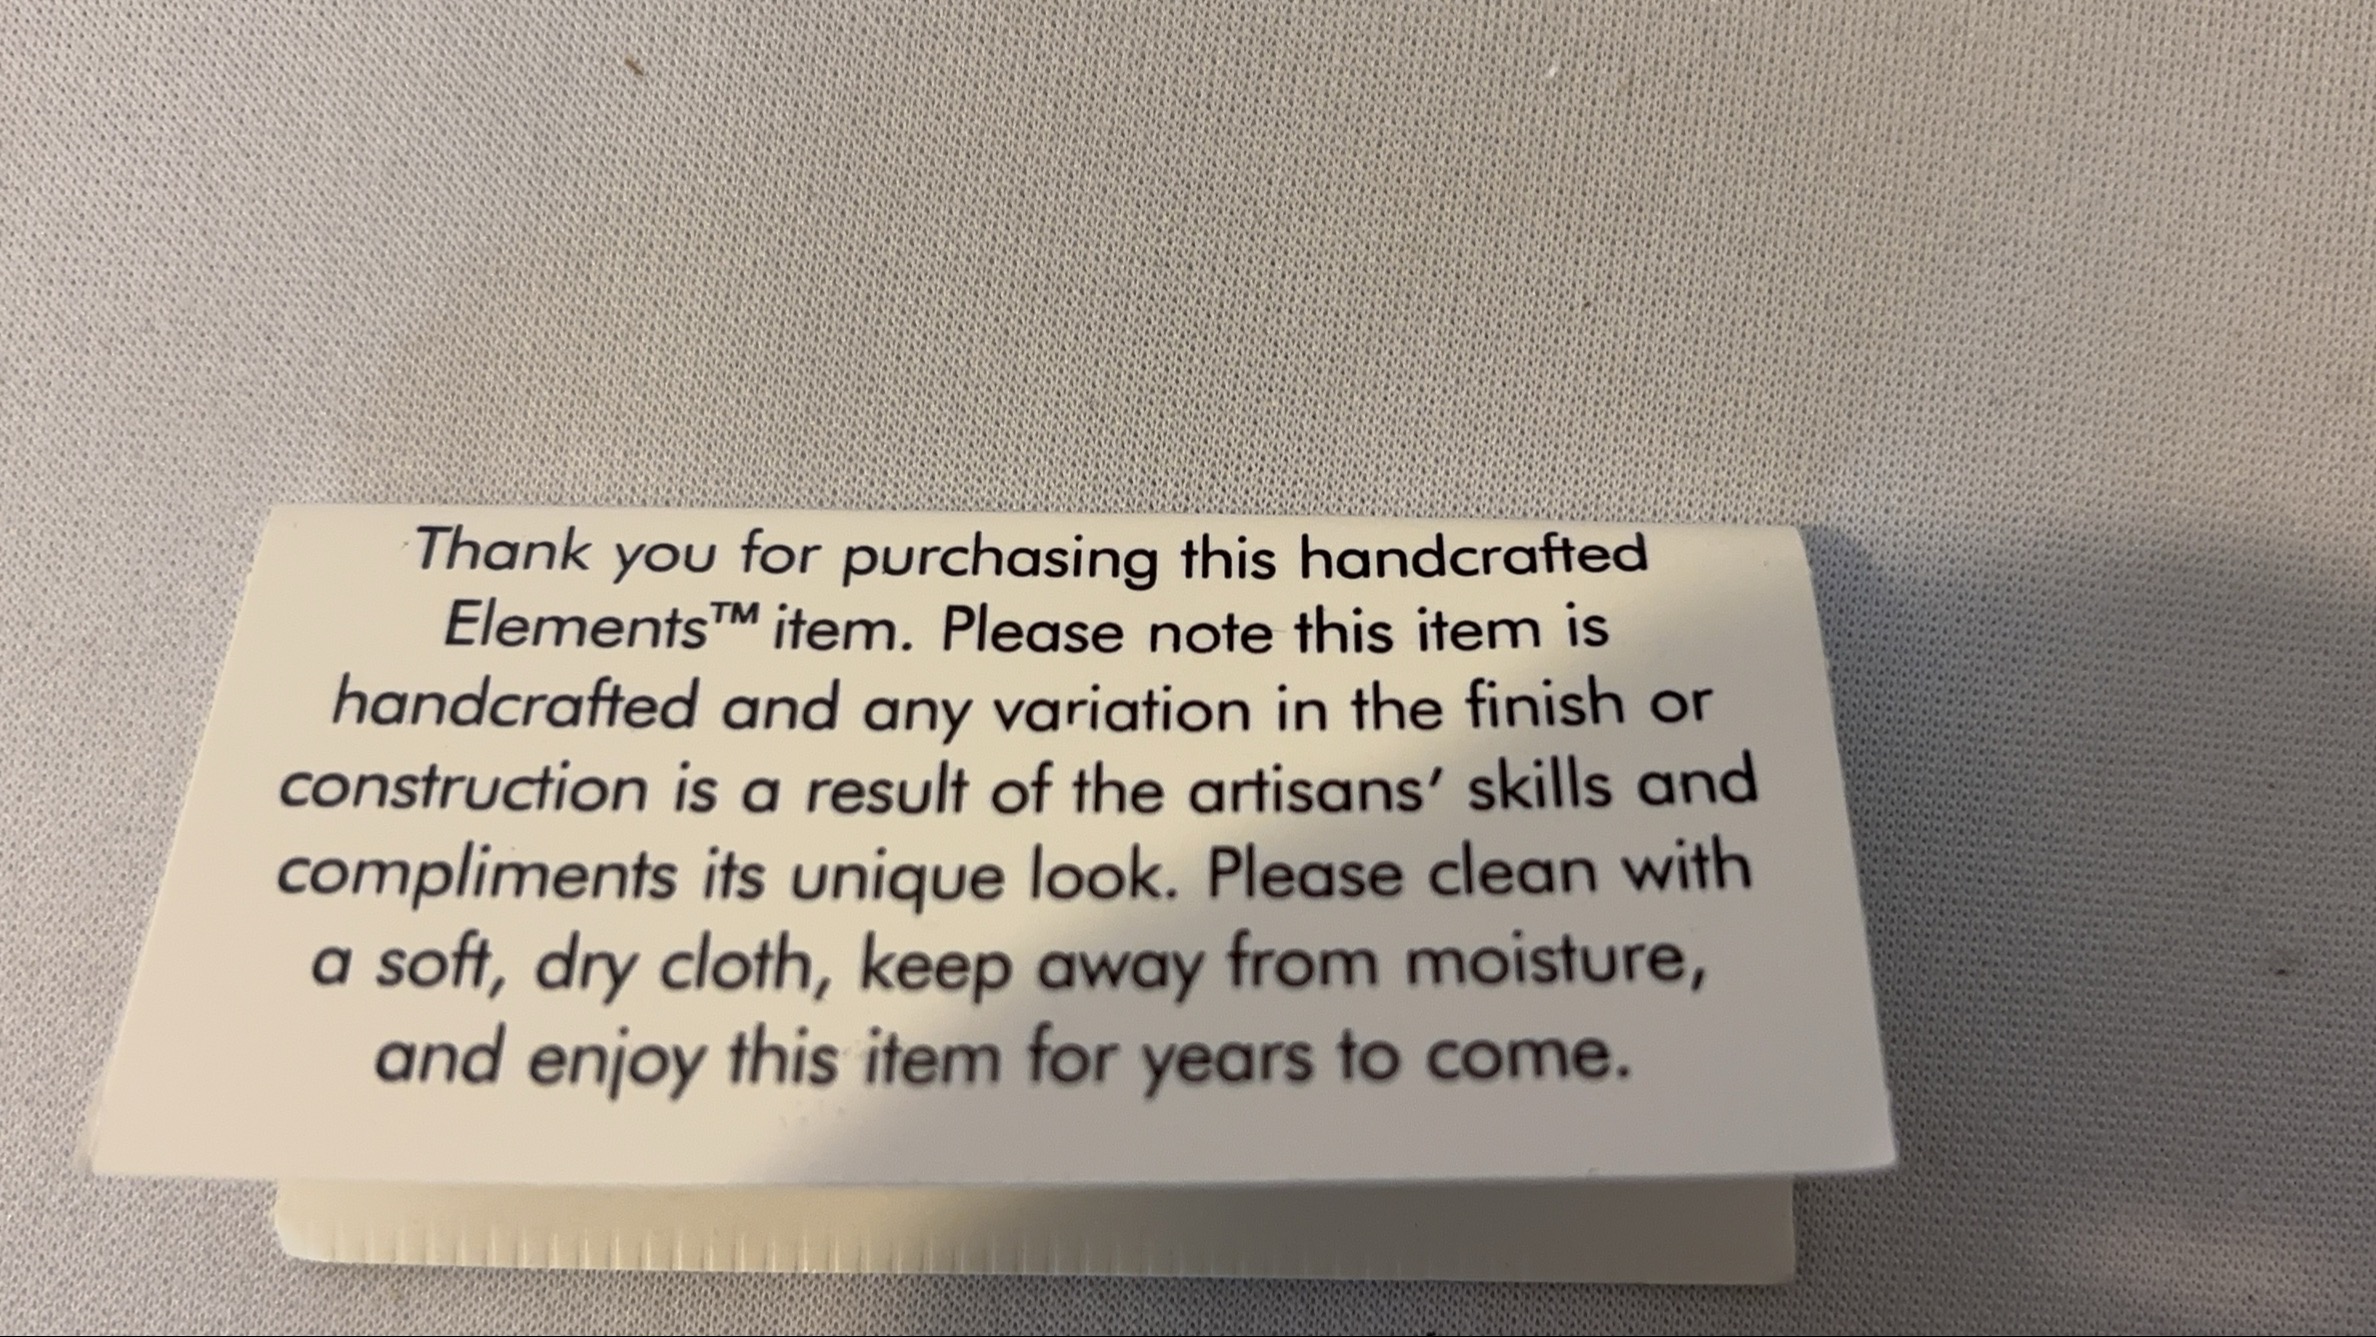 Thank you for purchasing this handcrafted
Elements™ item. Please note this item is
handcrafted and any variation in the finish or
construction is a result of the artisans' skills and
compliments its unique look. Please clean with
a soft, dry cloth, keep away from moisture,
and enjoy this item for years to come.